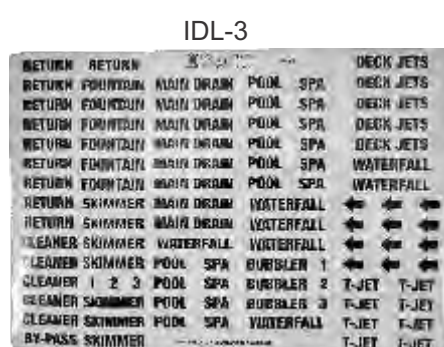 IDL-3
RETURN RETURN DECK JETS
RETURN FOUNTAIN MAIN DRAIN POOL SPA DECK JETS
RETURN FOUNTAIN MAIN DRAIN POOL SPA DECK JETS
RETURN FOUNTAIN MAIN DRAIN POOL SPA DECK JETS
RETURN FOUNTAIN MAIN DRAIN POOL SPA DECK JETS
RETURN FOUNTAIN MAIN DRAIN POOL SPA WATERFALL
RETURN FOUNTAIN MAIN DRAIN POOL SPA WATERFALL
RETURN SKIMMER MAIN DRAIN WATERFALL ← ← ←
RETURN SKIMMER MAIN DRAIN WATERFALL ← ← ←
CLEANER SKIMMER WATERFALL WATERFALL ← ← ←
CLEANER SKIMMER POOL SPA BUBBLER 1 ← ← ←
CLEANER 1 2 3 POOL SPA BUBBLER 2 T-JET T-JET
CLEANER SKIMMER POOL SPA BUBBLER 3 T-JET T-JET
CLEANER SKIMMER POOL SPA WATERFALL T-JET T-JET
BY-PASS SKIMMER T-JET T-JET